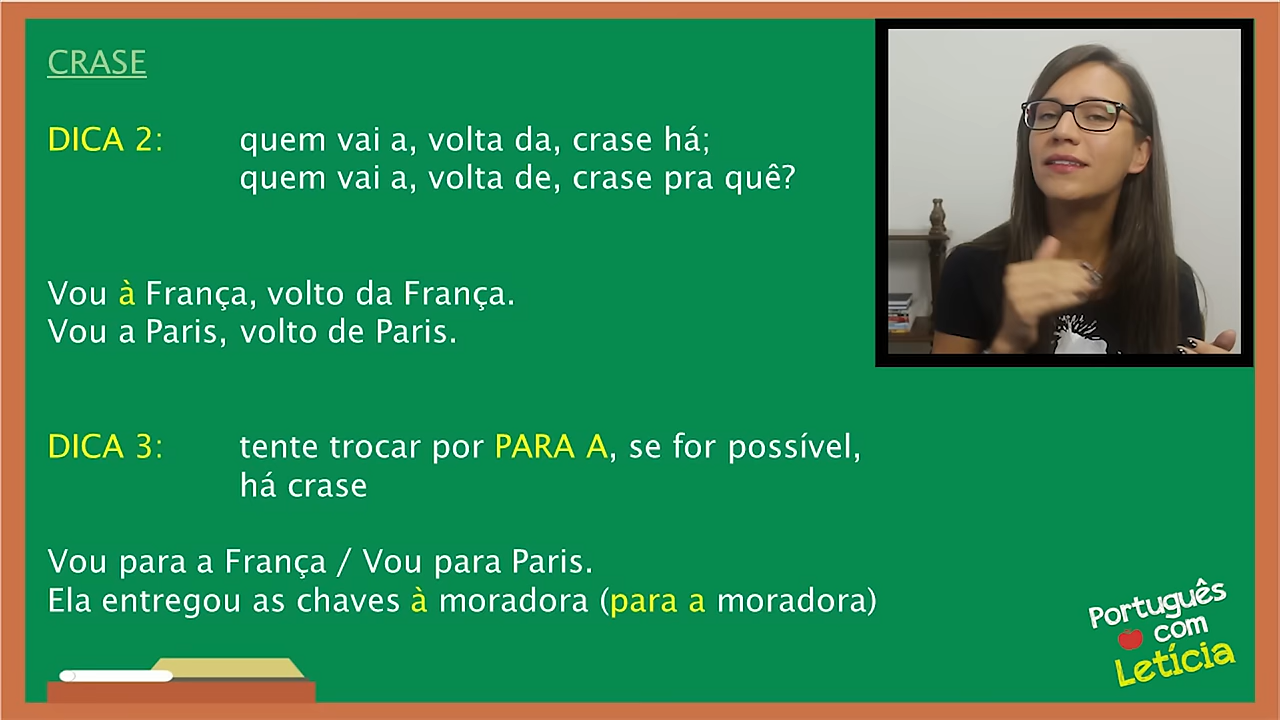 CRASE
DICA 2: quem vai a, volta da, crase há;
quem vai a, volta de, crase pra quê?
Vou à França, volto da França.
Vou a Paris, volto de Paris.
DICA 3: tente trocar por PARA A, se for possível,
há crase
Vou para a França / Vou para Paris.
Ela entregou as chaves à moradora (para a moradora)
Português
com
Letícia